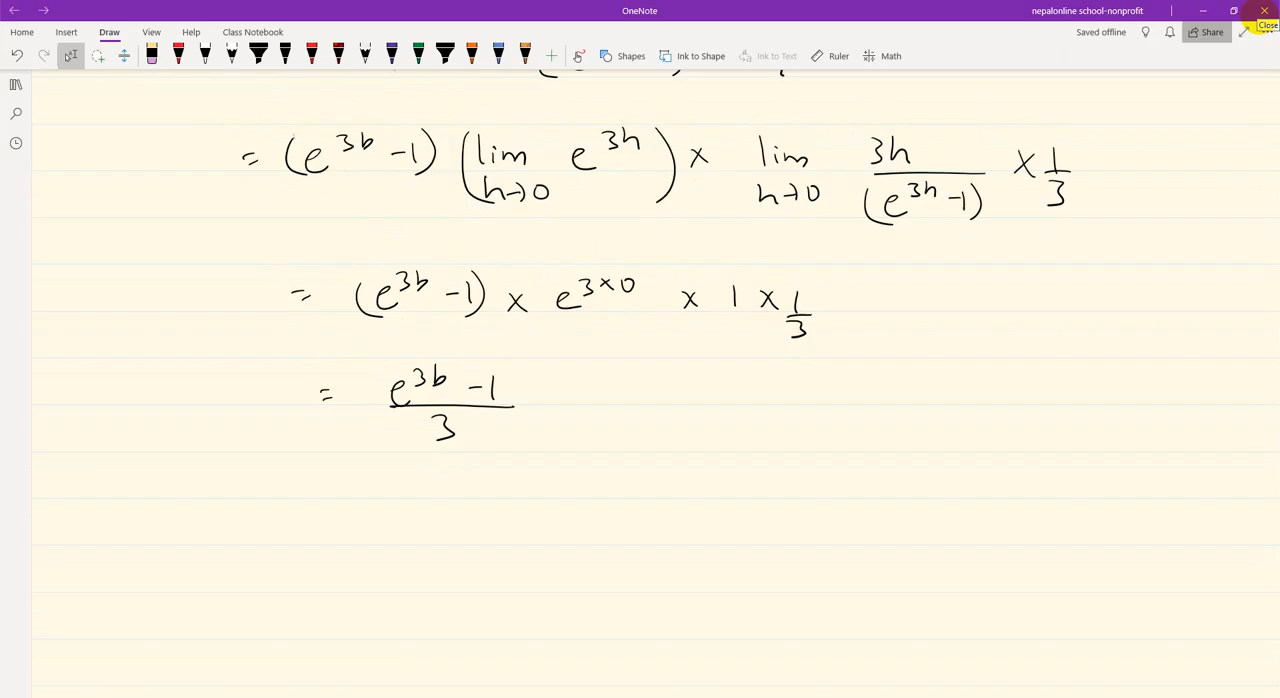 OneNote
nepalonline school-nonprofit
Close
Home Insert Draw View Help Class Notebook
Saved offline Share
Shapes Ink to Shape Ink to Text Ruler Math
= (e^{3b} -1) (lim_{h→0} e^{3h}) × lim_{h→0} 3h/(e^{3h} -1) × 1/3
= (e^{3b} -1) × e^{3×0} × 1 × 1/3
= (e^{3b} -1)/3